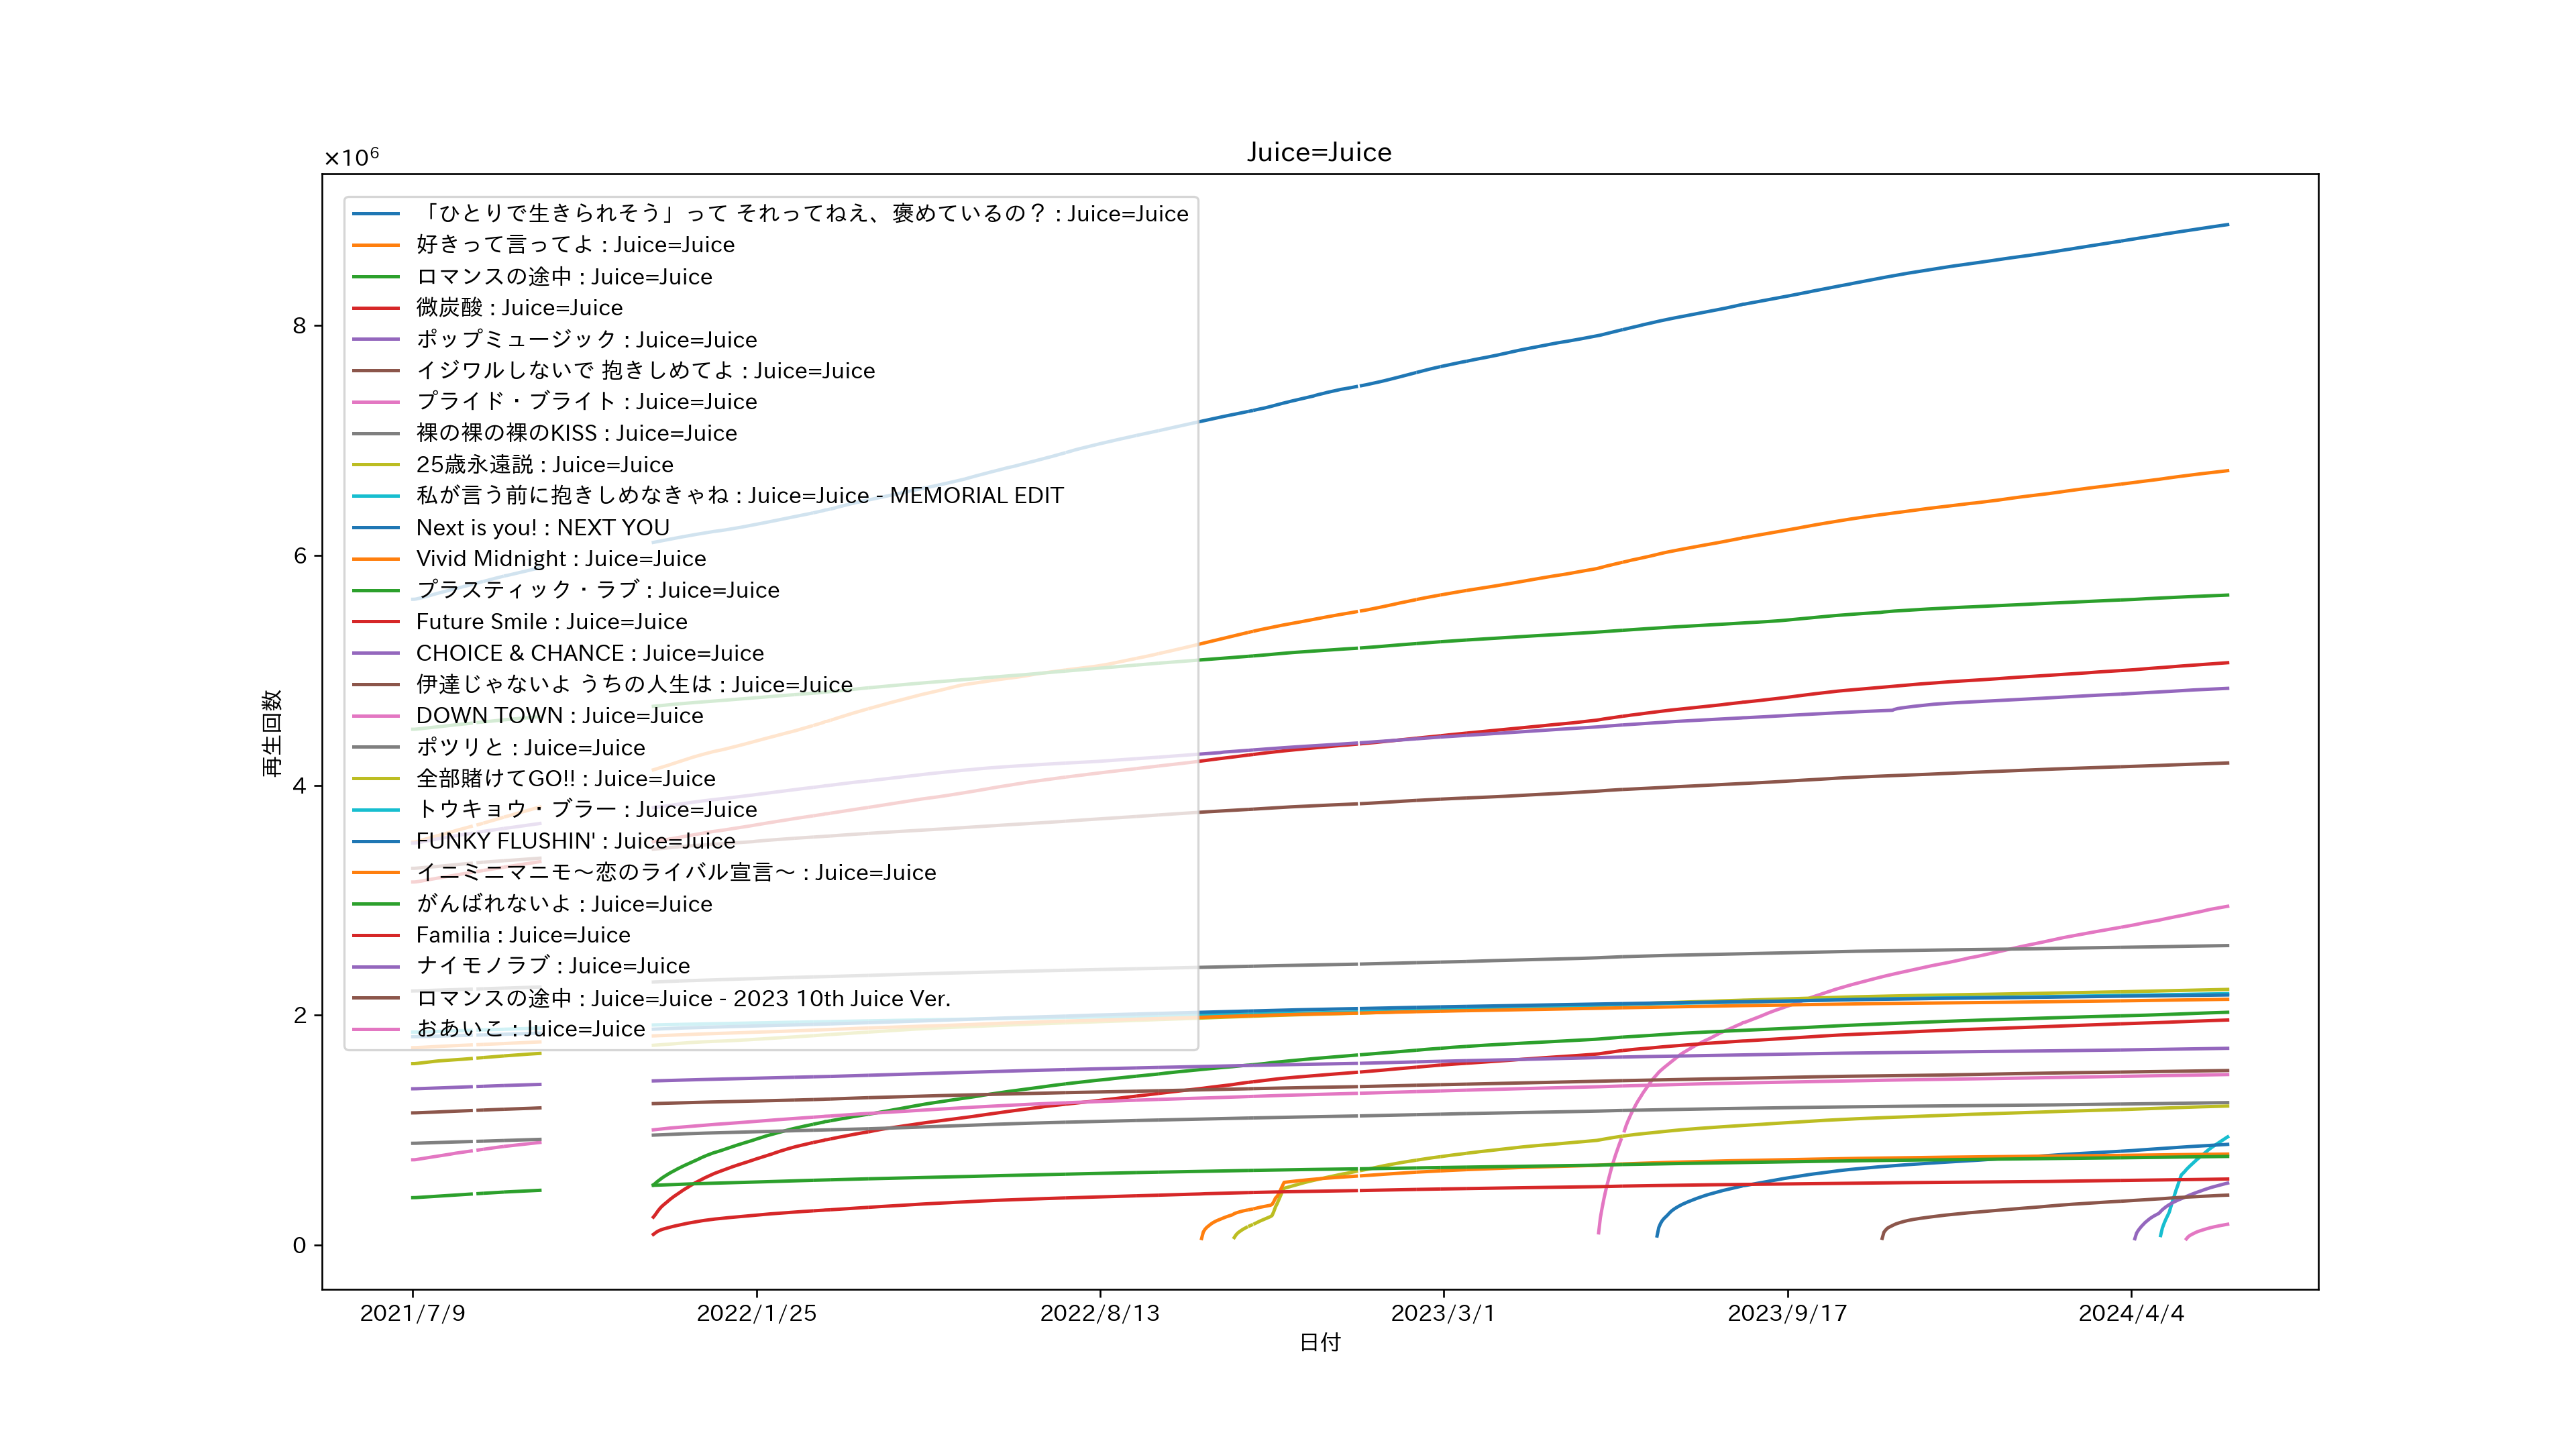 Juice=Juice
×10⁶
「ひとりで生きられそう」って それってねえ、褒めているの？ : Juice=Juice
好きって言ってよ : Juice=Juice
ロマンスの途中 : Juice=Juice
微炭酸 : Juice=Juice
ポップミュージック : Juice=Juice
イジワルしないで 抱きしめてよ : Juice=Juice
プライド・ブライト : Juice=Juice
裸の裸の裸のKISS : Juice=Juice
25歳永遠説 : Juice=Juice
私が言う前に抱きしめなきゃね : Juice=Juice - MEMORIAL EDIT
Next is you! : NEXT YOU
Vivid Midnight : Juice=Juice
プラスティック・ラブ : Juice=Juice
Future Smile : Juice=Juice
CHOICE & CHANCE : Juice=Juice
伊達じゃないよ うちの人生は : Juice=Juice
DOWN TOWN : Juice=Juice
ポツリと : Juice=Juice
全部賭けてGO!! : Juice=Juice
トウキョウ・ブラー : Juice=Juice
FUNKY FLUSHIN' : Juice=Juice
イニミニマニモ～恋のライバル宣言～ : Juice=Juice
がんばれないよ : Juice=Juice
Familia : Juice=Juice
ナイモノラブ : Juice=Juice
ロマンスの途中 : Juice=Juice - 2023 10th Juice Ver.
おあいこ : Juice=Juice
再生回数
8
6
4
2
0
2021/7/9
2022/1/25
2022/8/13
2023/3/1
2023/9/17
2024/4/4
日付